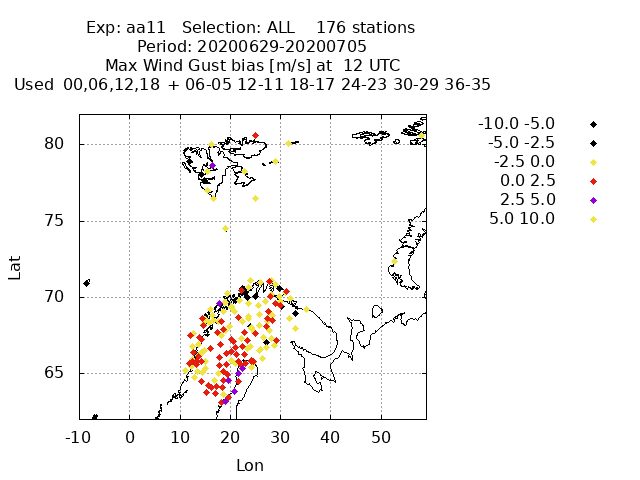 Exp: aa11 Selection: ALL 176 stations
Period: 20200629-20200705
Max Wind Gust bias [m/s] at 12 UTC
Used 00,06,12,18 + 06-05 12-11 18-17 24-23 30-29 36-35
-10.0 -5.0
-5.0 -2.5
-2.5 0.0
0.0 2.5
2.5 5.0
5.0 10.0
Lat
80
75
70
65
-10 0 10 20 30 40 50
Lon